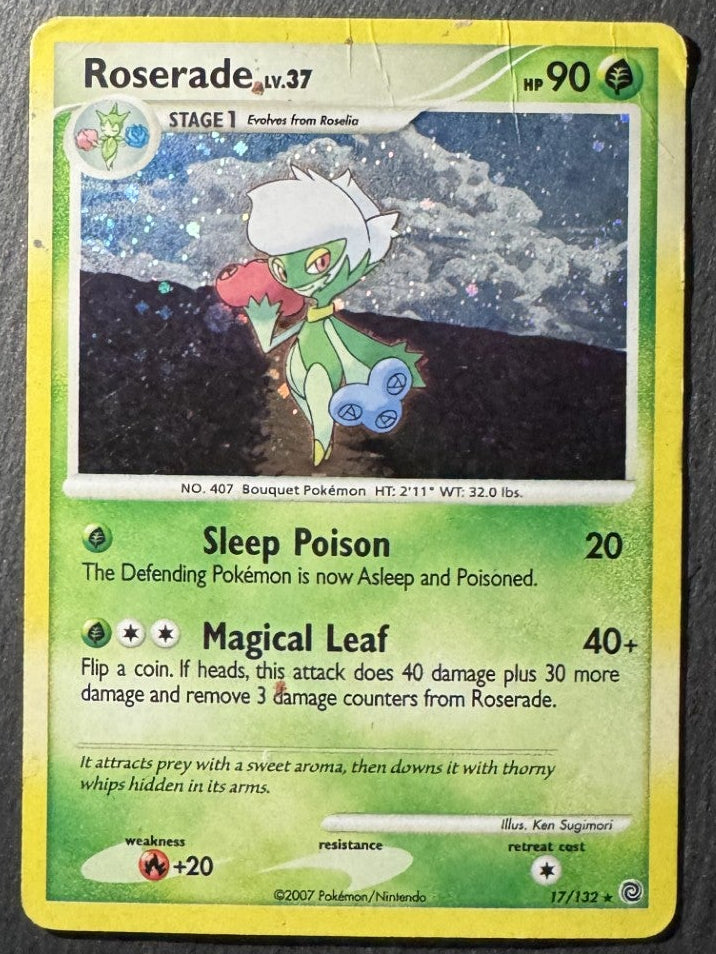 Roserade LV.37 HP 90
STAGE 1 Evolves from Roselia
NO. 407 Bouquet Pokémon HT: 2'11" WT: 32.0 lbs.
Sleep Poison 20
The Defending Pokémon is now Asleep and Poisoned.
Magical Leaf 40+
Flip a coin. If heads, this attack does 40 damage plus 30 more
damage and remove 3 damage counters from Roserade.
It attracts prey with a sweet aroma, then downs it with thorny
whips hidden in its arms.
Illus. Ken Sugimori
weakness resistance retreat cost
+20
©2007 Pokémon/Nintendo 17/132 ★